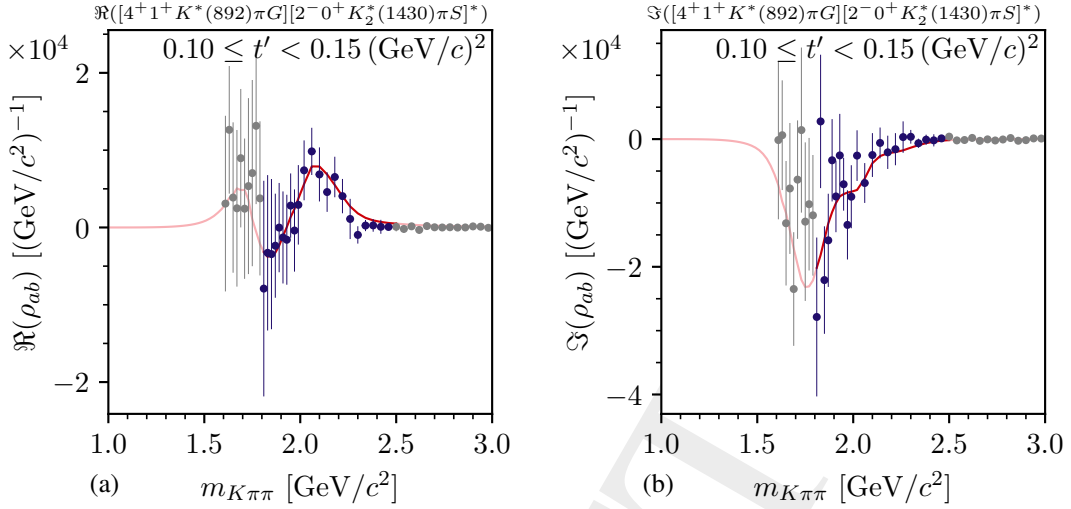 ℜ([4⁺1⁺K*(892)πG][2⁻0⁺K₂*(1430)πS]*)
×10⁴
0.10 ≤ t′ < 0.15 (GeV/c)²
ℜ(ρ_ab) [(GeV/c²)⁻¹]
2
0
−2
1.0 1.5 2.0 2.5 3.0
(a) m_Kππ [GeV/c²]
ℑ([4⁺1⁺K*(892)πG][2⁻0⁺K₂*(1430)πS]*)
×10⁴
0.10 ≤ t′ < 0.15 (GeV/c)²
ℑ(ρ_ab) [(GeV/c²)⁻¹]
0
−2
−4
1.0 1.5 2.0 2.5 3.0
(b) m_Kππ [GeV/c²]